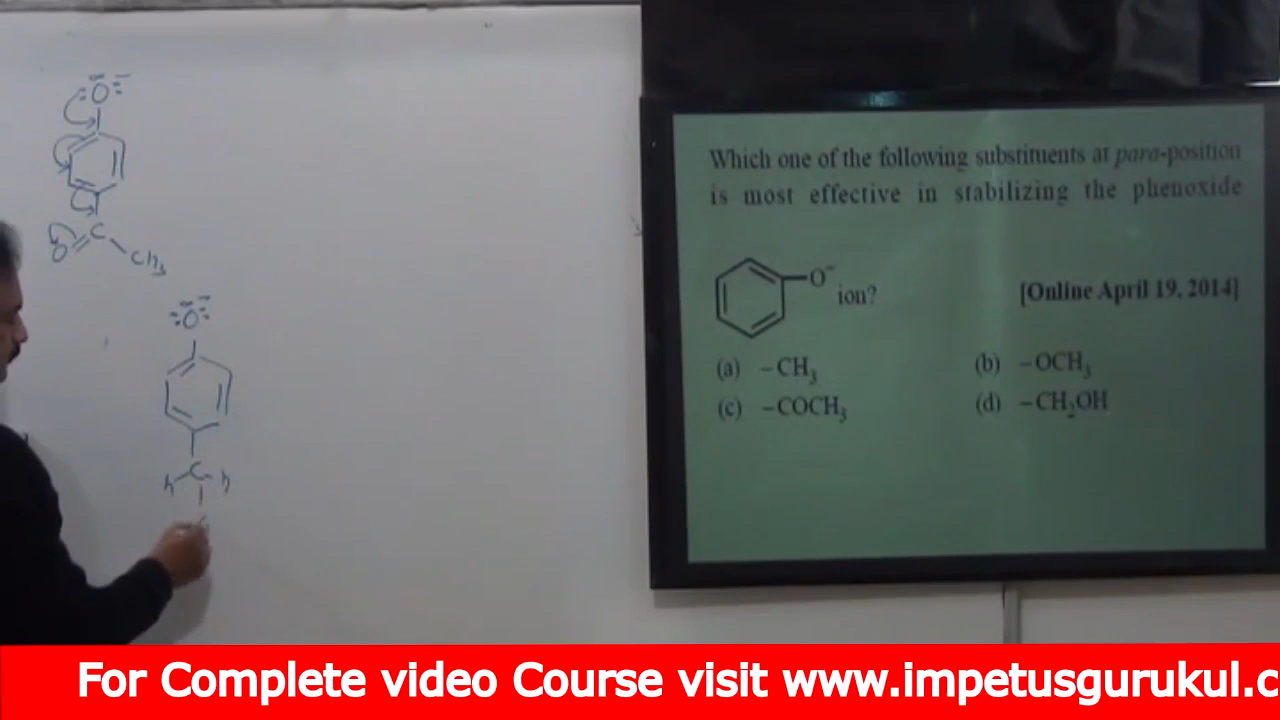 O
C
O
CH3
O
C
h
h
Which one of the following substituents at para-position
is most effective in stabilizing the phenoxide
O⁻
ion?
[Online April 19, 2014]
(a) –CH₃
(b) –OCH₃
(c) –COCH₃
(d) –CH₂OH
For Complete video Course visit www.impetusgurukul.c